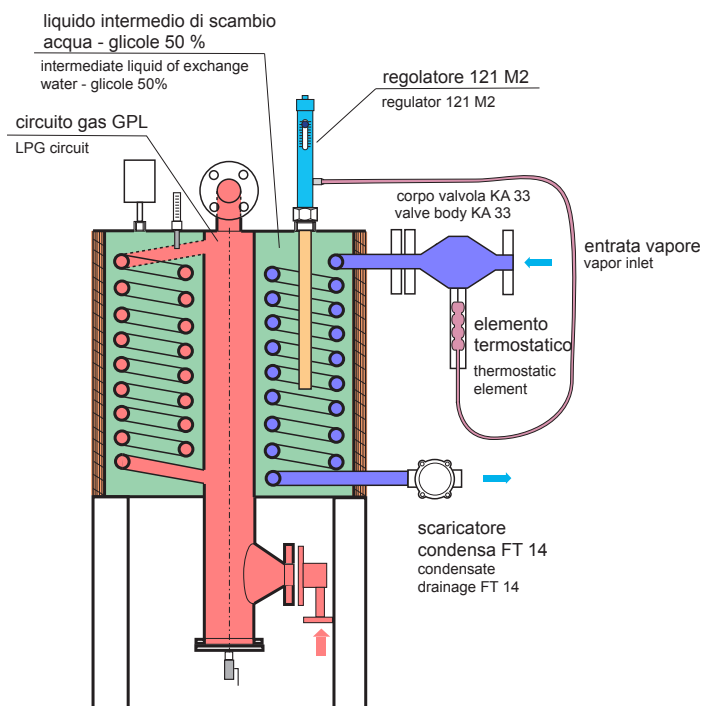 liquido intermedio di scambio
acqua - glicole 50 %
intermediate liquid of exchange
water - glicole 50%
regolatore 121 M2
regulator 121 M2
circuito gas GPL
LPG circuit
corpo valvola KA 33
valve body KA 33
entrata vapore
vapor inlet
elemento
termostatico
thermostatic
element
scaricatore
condensa FT 14
condensate
drainage FT 14